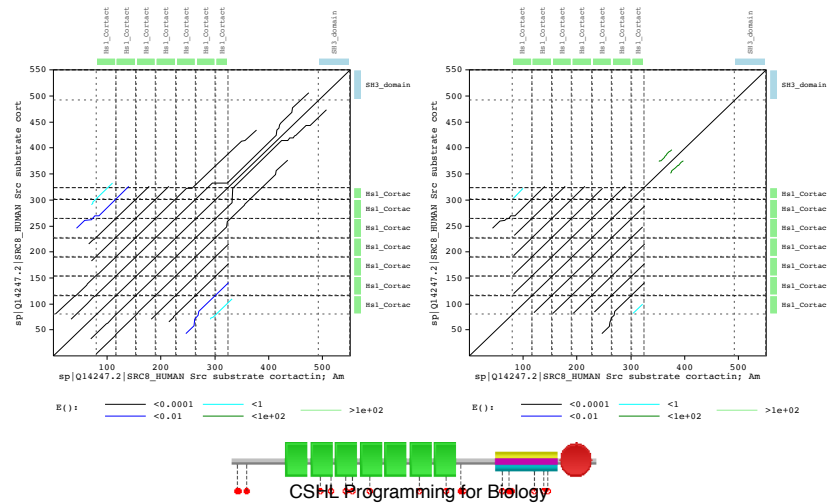 Hs1_Cortact Hs1_Cortact Hs1_Cortact Hs1_Cortact Hs1_Cortact Hs1_Cortact Hs1_Cortact SH3_domain
550
500
450
400
350
300
250
200
150
100
50
sp|Q14247.2|SRC8_HUMAN Src substrate cort
SH3_domain
Hs1_Cortac
Hs1_Cortac
Hs1_Cortac
Hs1_Cortac
Hs1_Cortac
Hs1_Cortac
Hs1_Cortac
100 200 300 400 500
sp|Q14247.2|SRC8_HUMAN Src substrate cortactin; Am
E(): <0.0001 <1 >1e+02
<0.01 <1e+02
Hs1_Cortact Hs1_Cortact Hs1_Cortact Hs1_Cortact Hs1_Cortact Hs1_Cortact Hs1_Cortact SH3_domain
550
500
450
400
350
300
250
200
150
100
50
sp|Q14247.2|SRC8_HUMAN Src substrate cort
SH3_domain
Hs1_Cortac
Hs1_Cortac
Hs1_Cortac
Hs1_Cortac
Hs1_Cortac
Hs1_Cortac
Hs1_Cortac
100 200 300 400 500
sp|Q14247.2|SRC8_HUMAN Src substrate cortactin; Am
E(): <0.0001 <1 >1e+02
<0.01 <1e+02
CSHL Programming for Biology